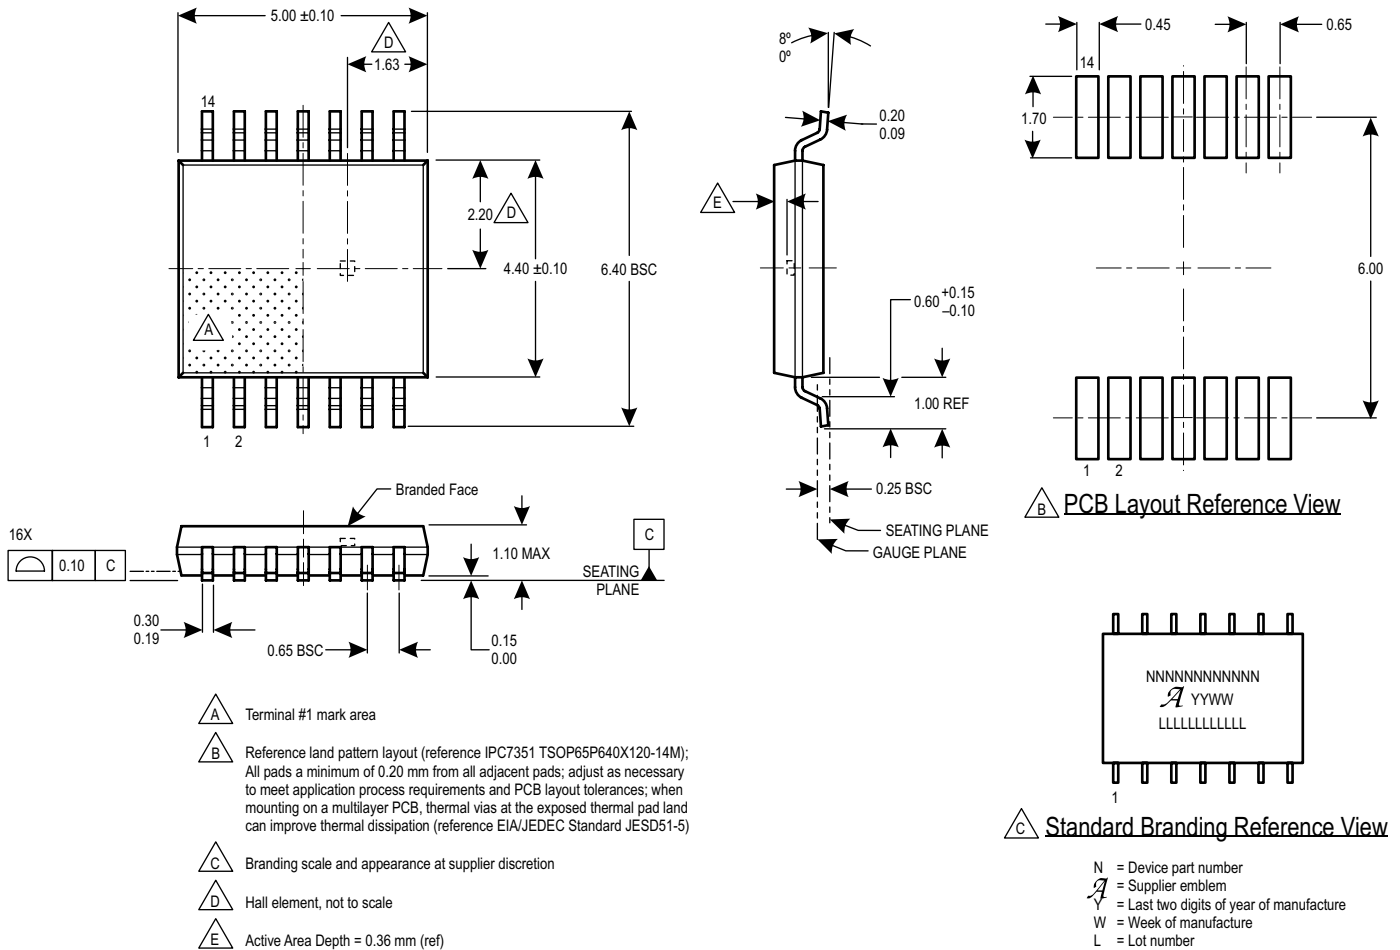 5.00 ±0.10
D
1.63
14
2.20
D
4.40 ±0.10
6.40 BSC
A
1 2
8º
0º
0.20
0.09
E
0.60 +0.15
–0.10
1.00 REF
0.25 BSC
SEATING PLANE
GAUGE PLANE
0.45
0.65
14
1.70
6.00
1 2
B PCB Layout Reference View
Branded Face
16X
0.10 C
1.10 MAX
C
SEATING
PLANE
0.30
0.19
0.65 BSC
0.15
0.00
A Terminal #1 mark area
B Reference land pattern layout (reference IPC7351 TSOP65P640X120-14M);
All pads a minimum of 0.20 mm from all adjacent pads; adjust as necessary
to meet application process requirements and PCB layout tolerances; when
mounting on a multilayer PCB, thermal vias at the exposed thermal pad land
can improve thermal dissipation (reference EIA/JEDEC Standard JESD51-5)
C Branding scale and appearance at supplier discretion
D Hall element, not to scale
E Active Area Depth = 0.36 mm (ref)
NNNNNNNNNNNNN
A YYWW
LLLLLLLLLLLL
1
C Standard Branding Reference View
N = Device part number
A = Supplier emblem
Y = Last two digits of year of manufacture
W = Week of manufacture
L = Lot number